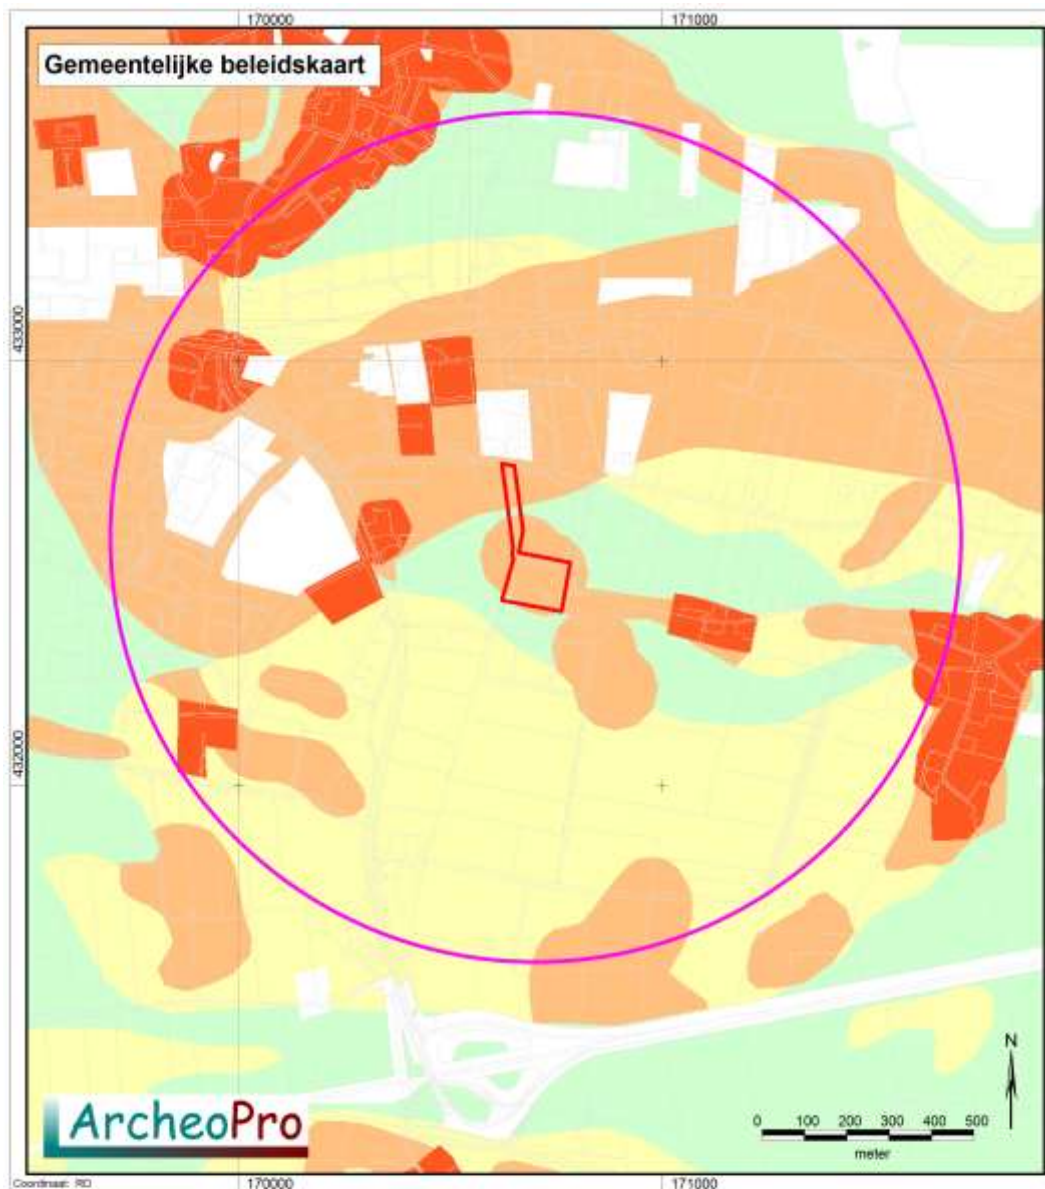 170000 171000
Gemeentelijke beleidskaart
433000
432000
N
ArcheoPro
0 100 200 300 400 500
meter
Coordinaat: RD
170000 171000